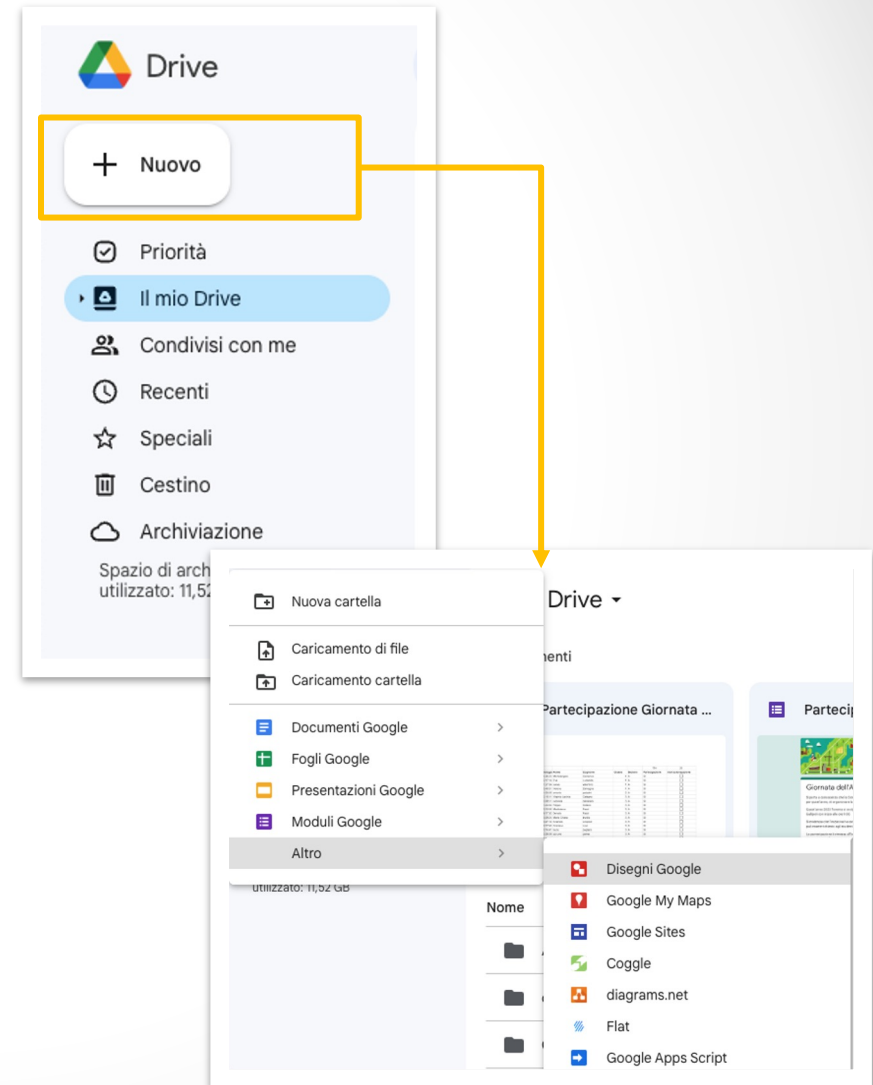 Drive
Nuovo
Priorità
Il mio Drive
Condivisi con me
Recenti
Speciali
Cestino
Archiviazione
Spazio di arch
utilizzato: 11,52
Nuova cartella
Caricamento di file
Caricamento cartella
Documenti Google
Fogli Google
Presentazioni Google
Moduli Google
Altro
utilizzato: 11,52 GB
Drive
enti
Partecipazione Giornata ...
Partecip
Giornata dell'A
Nome
Disegni Google
Google My Maps
Google Sites
Coggle
diagrams.net
Flat
Google Apps Script